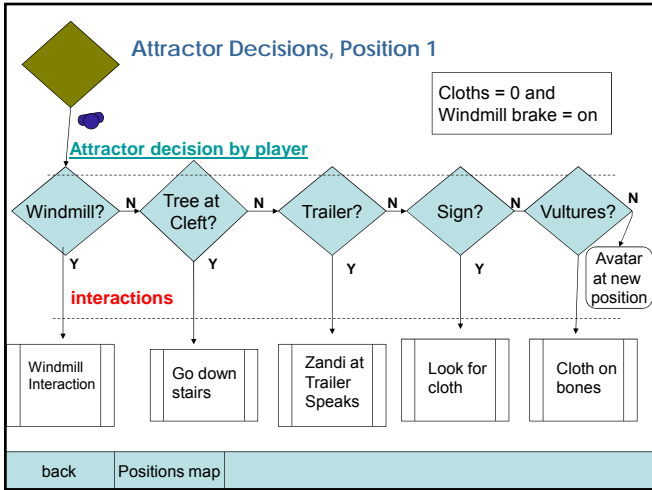 Attractor Decisions, Position 1
Cloths = 0 and
Windmill brake = on
Attractor decision by player
Windmill?
N
Tree at
Cleft?
N
Trailer?
N
Sign?
N
Vultures?
N
Y
Y
Y
Y
Avatar
at new
position
interactions
Windmill
Interaction
Go down
stairs
Zandi at
Trailer
Speaks
Look for
cloth
Cloth on
bones
back
Positions map